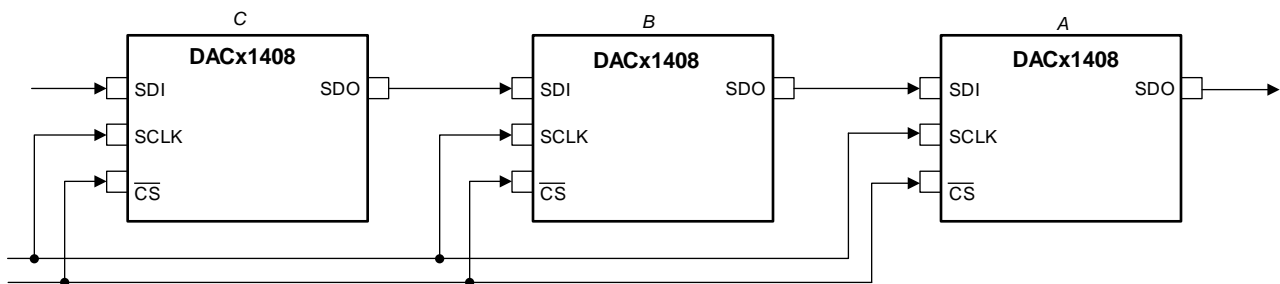 C
DACx1408
SDI
SDO
SCLK
CS
B
DACx1408
SDI
SDO
SCLK
CS
A
DACx1408
SDI
SDO
SCLK
CS